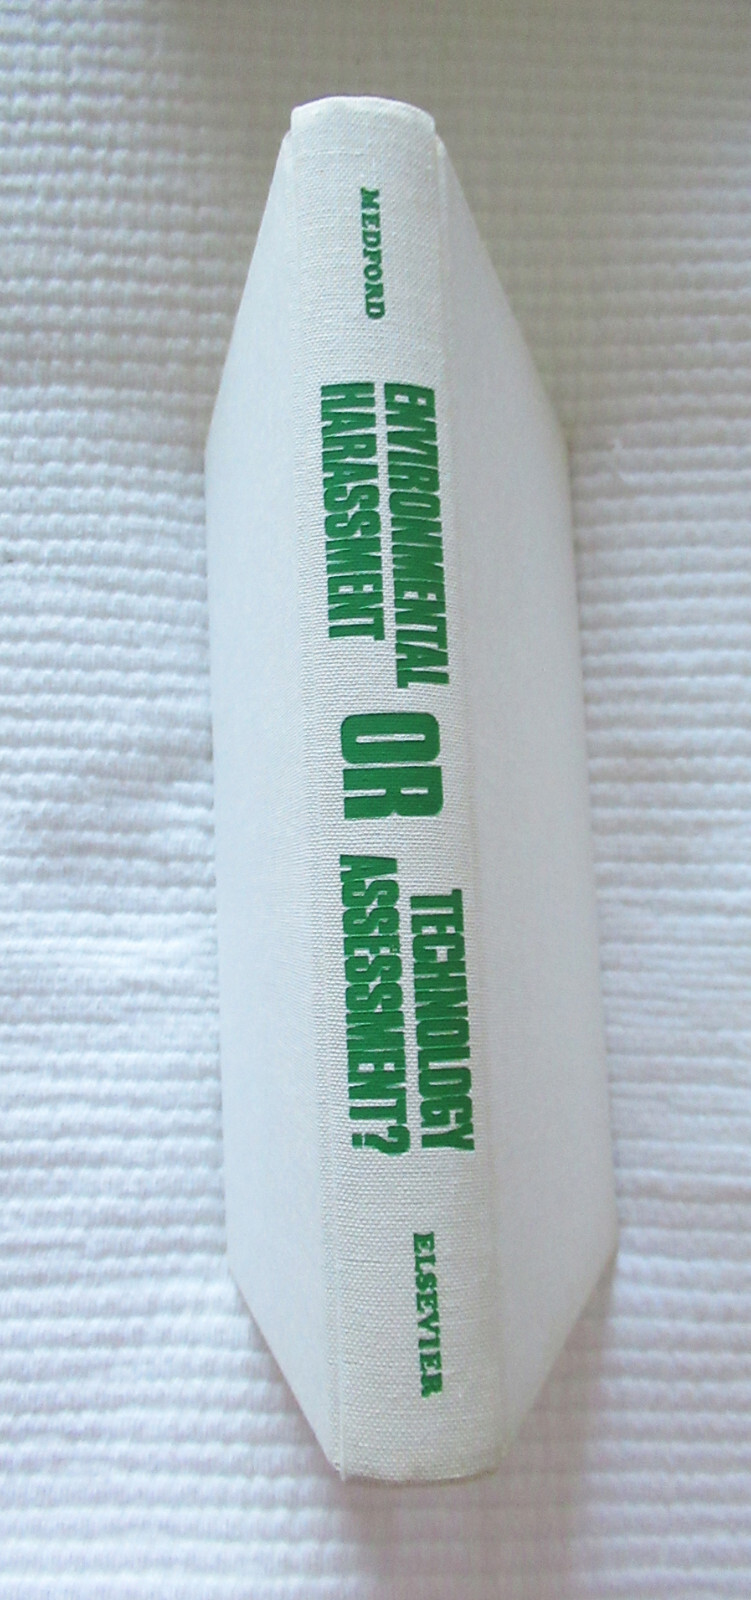 MEDFORD
ENVIRONMENTAL
HARASSMENT
OR
TECHNOLOGY
ASSESSMENT?
ELSEVIER